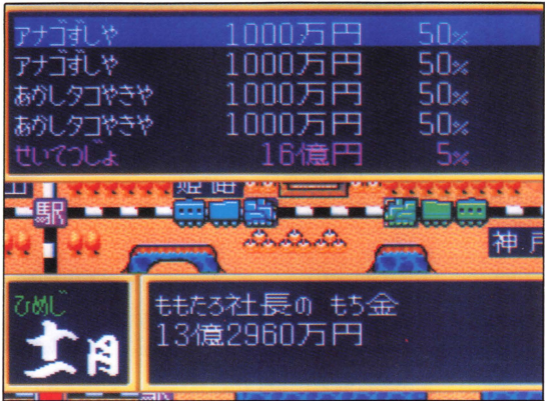 アナゴずしや 1000万円 50%
アナゴずしや 1000万円 50%
あかしタコやきや 1000万円 50%
あかしタコやきや 1000万円 50%
せいてつじょ 16億円 5%
山 姫路
駅
神戸
ひめじ
十二月
ももたろ社長の もち金
13億2960万円
駅